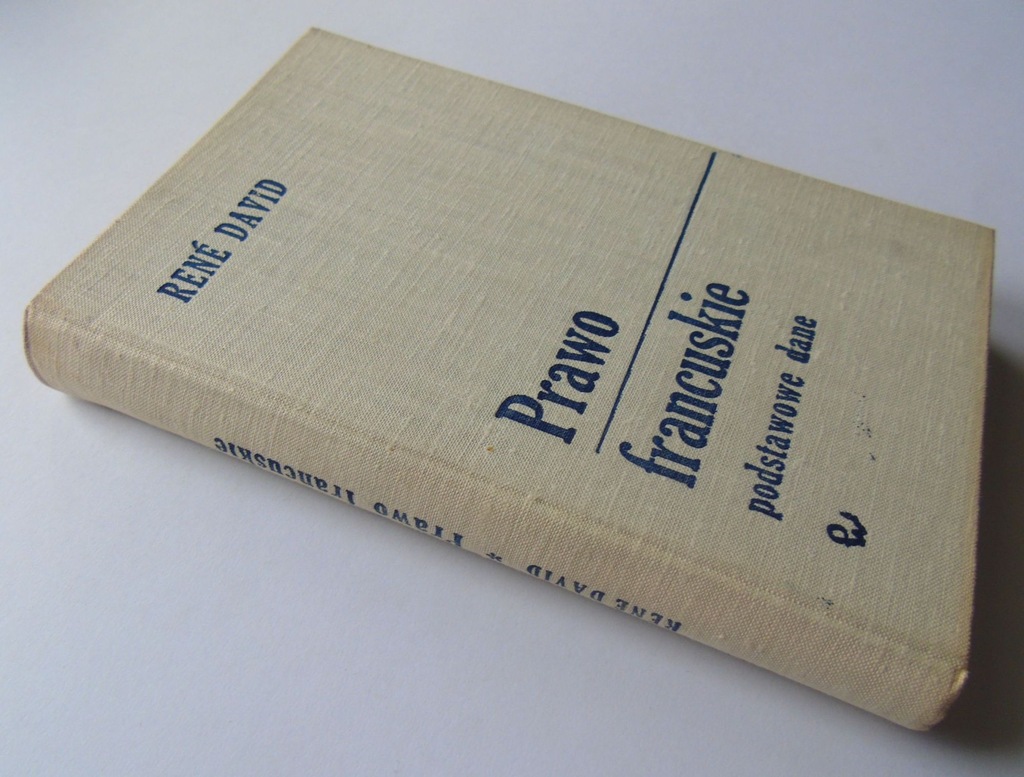 RENÉ DAVID
Prawo
francuskie
podstawowe dane
e
RENÉ DAVID * Prawo francuskie